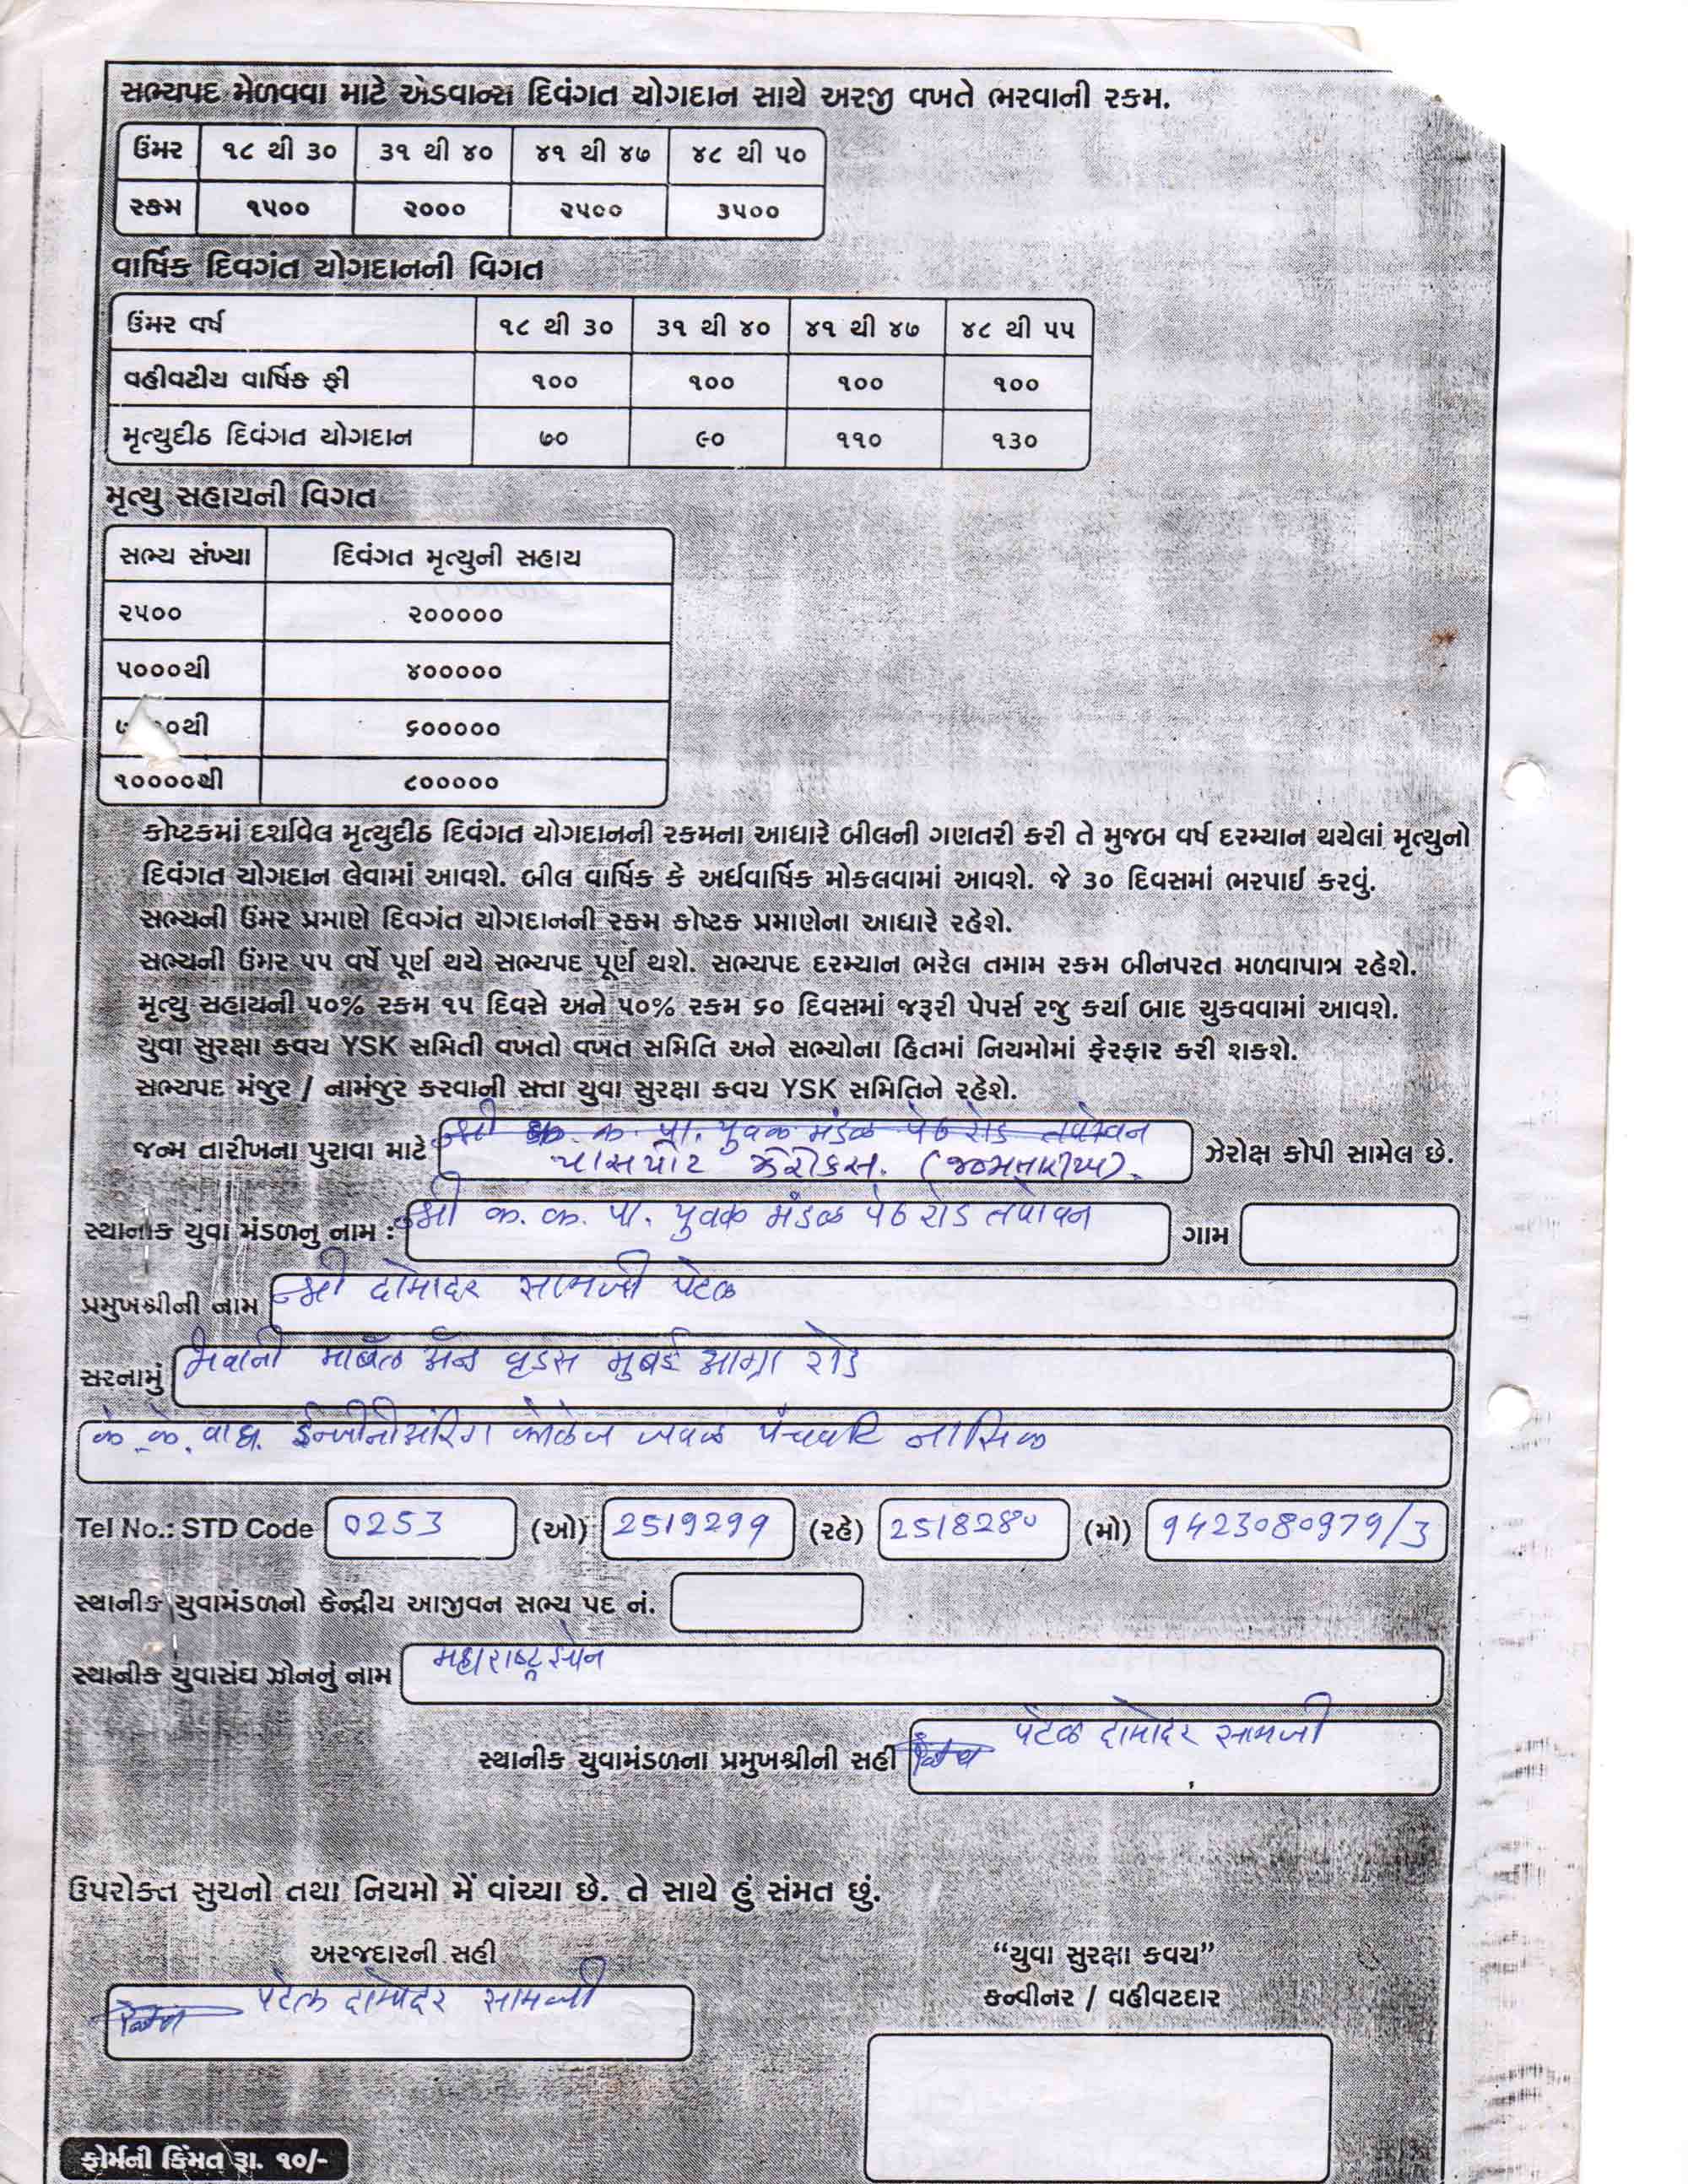 સભ્યપદ મેળવવા માટે એડવાન્સ દિવંગત યોગદાન સાથે અરજી વખતે ભરવાની રકમ.
ઉંમર ૧૮ થી ૩૦ ૩૧ થી ૪૦ ૪૧ થી ૪૭ ૪૮ થી ૫૦
રકમ ૧૫૦૦ ૨૦૦૦ ૨૫૦૦ ૩૫૦૦
વાર્ષિક દિવગંત યોગદાનની વિગત
ઉંમર વર્ષ ૧૮ થી ૩૦ ૩૧ થી ૪૦ ૪૧ થી ૪૭ ૪૮ થી ૫૫
વહીવટીય વાર્ષિક ફી ૧૦૦ ૧૦૦ ૧૦૦ ૧૦૦
મૃત્યુદીઠ દિવંગત યોગદાન ૭૦ ૯૦ ૧૧૦ ૧૩૦
મૃત્યુ સહાયની વિગત
સભ્ય સંખ્યા દિવંગત મૃત્યુની સહાય
૨૫૦૦ ૨૦૦૦૦૦
૫૦૦૦થી ૪૦૦૦૦૦
૬૦૦૦૦૦
૧૦૦૦૦થી ૮૦૦૦૦૦
કોષ્ટકમાં દર્શાવેલ મૃત્યુદીઠ દિવંગત યોગદાનની રકમના આધારે બીલની ગણતરી કરી તે મુજબ વર્ષ દરમ્યાન થયેલાં મૃત્યુનો
દિવંગત યોગદાન લેવામાં આવશે. બીલ વાર્ષિક કે અર્ધવાર્ષિક મોકલવામાં આવશે. જે ૩૦ દિવસમાં ભરપાઈ કરવું.
સભ્યની ઉંમર પ્રમાણે દિવગંત યોગદાનની રકમ કોષ્ટક પ્રમાણેના આધારે રહેશે.
સભ્યની ઉંમર ૫૫ વર્ષે પૂર્ણ થયે સભ્યપદ પૂર્ણ થશે. સભ્યપદ દરમ્યાન ભરેલ તમામ રકમ બીનપરત મળવાપાત્ર રહેશે.
મૃત્યુ સહાયની ૫૦% રકમ ૧૫ દિવસે અને ૫૦% રકમ ૬૦ દિવસમાં જરૂરી પેપર્સ રજુ કર્યા બાદ ચુકવવામાં આવશે.
યુવા સુરક્ષા કવચ YSK સમિતી વખતો વખત સમિતિ અને સભ્યોના હિતમાં નિયમોમાં ફેરફાર કરી શકશે.
સભ્યપદ મંજુર / નામંજુર કરવાની સત્તા યુવા સુરક્ષા કવચ YSK સમિતિને રહેશે.
જન્મ તારીખના પુરાવા માટે પાસપોર્ટ ઝેરોક્સ. (જન્મતારીખ). ઝેરોક્ષ કોપી સામેલ છે.
સ્થાનીક યુવા મંડળનુ નામ : શ્રી ક. ક. પા. યુવક મંડળ પેઠ રોડ તપોવન ગામ
પ્રમુખશ્રીની નામ શ્રી દામોદર સામજી પટેલ
સરનામું ભવાની માર્બલ એન્ડ વુડસ મુંબઈ આગ્રા રોડ
કે. કે. વાઘ. ઈન્જીનીઅરિંગ કોલેજ જવળ પંચવટિ નાસિક
Tel No.: STD Code 0253 (ઓ) 2519299 (રહે) 2518280 (મો) 9423080979/3
સ્થાનીક યુવામંડળનો કેન્દ્રીય આજીવન સભ્ય પદ નં.
સ્થાનીક યુવાસંઘ ઝોનનું નામ મહારાષ્ટ્ર ઝોન
સ્થાનીક યુવામંડળના પ્રમુખશ્રીની સહી પટેલ દામોદર સામજી
ઉપરોક્ત સુચનો તથા નિયમો મેં વાંચ્યા છે. તે સાથે હું સંમત છું.
અરજદારની સહી
પટેલ દામોદર સામજી
“યુવા સુરક્ષા કવચ”
કન્વીનર / વહીવટદાર
ફોર્મની કિંમત રૂા. ૧૦/-